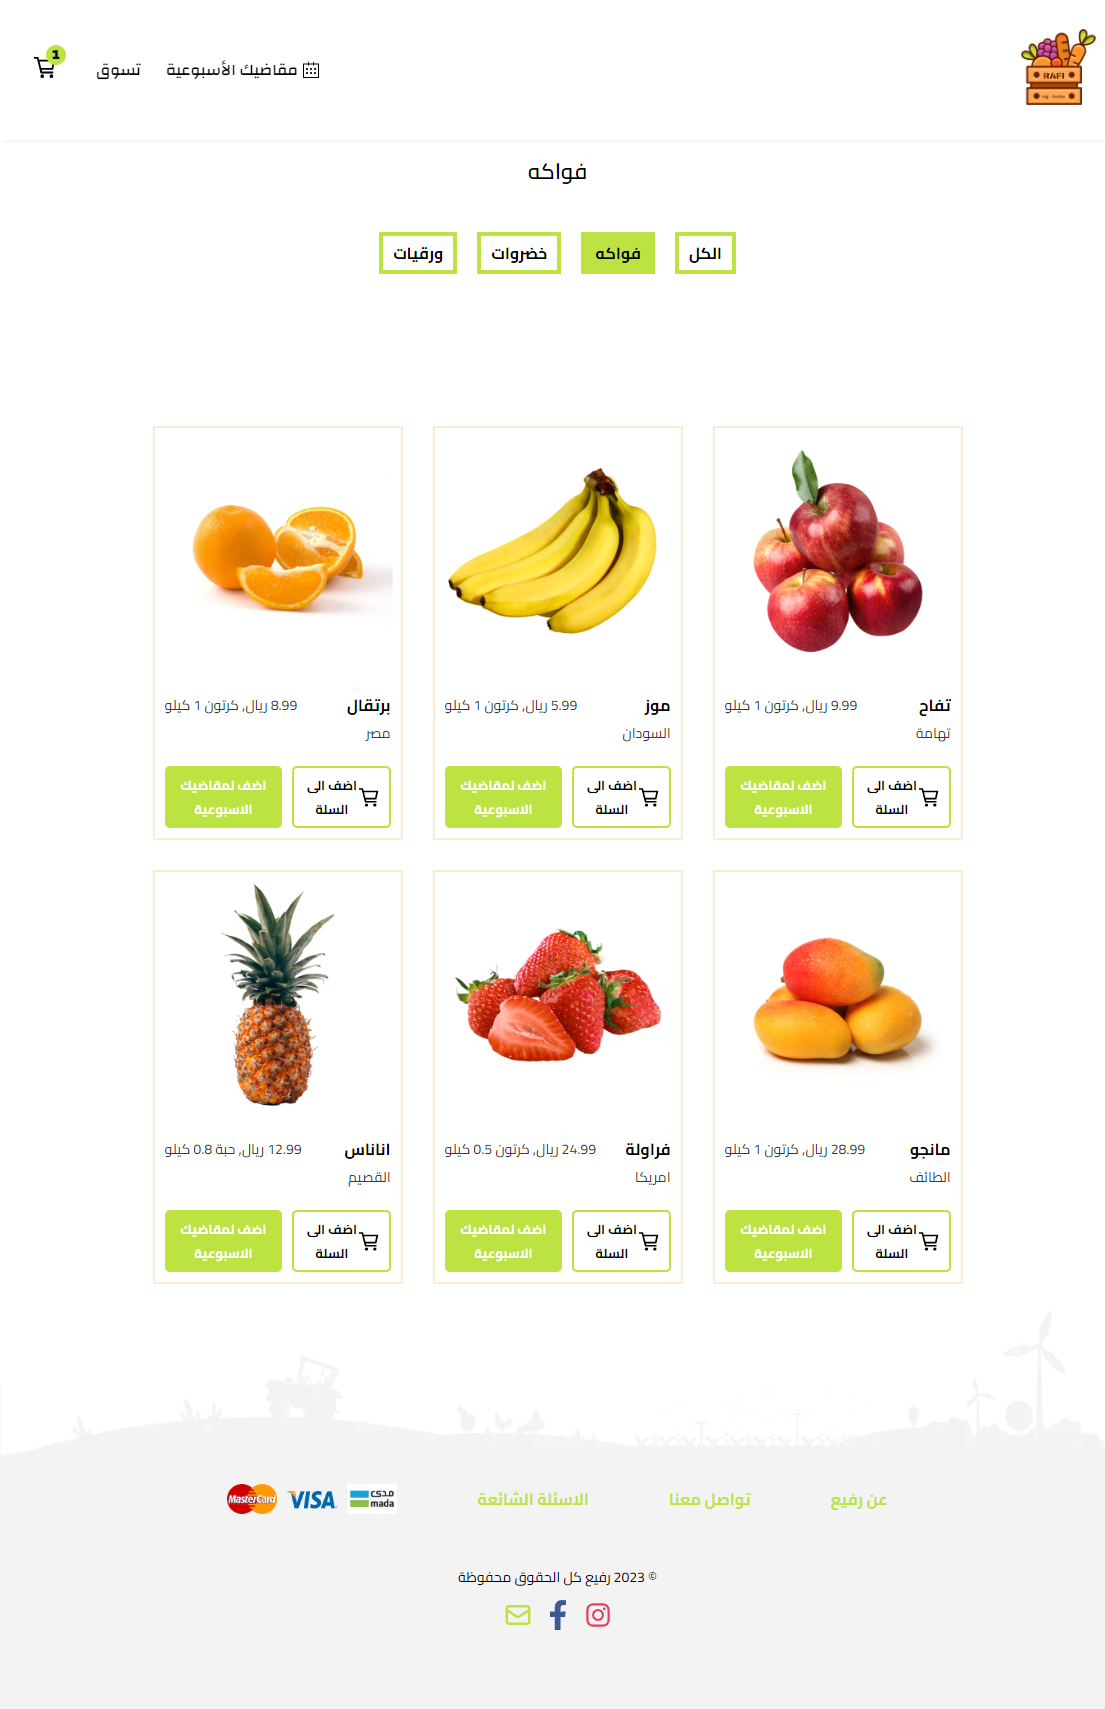 RAFI
مقاضيك الأسبوعية
تسوق
1
فواكه
الكل
فواكه
خضروات
ورقيات
تفاح
9.99 ريال, كرتون 1 كيلو
تهامة
اضف الى
السلة
اضف لمقاضيك
الاسبوعية
موز
5.99 ريال, كرتون 1 كيلو
السودان
اضف الى
السلة
اضف لمقاضيك
الاسبوعية
برتقال
8.99 ريال, كرتون 1 كيلو
مصر
اضف الى
السلة
اضف لمقاضيك
الاسبوعية
مانجو
28.99 ريال, كرتون 1 كيلو
الطائف
اضف الى
السلة
اضف لمقاضيك
الاسبوعية
فراولة
24.99 ريال, كرتون 0.5 كيلو
امريكا
اضف الى
السلة
اضف لمقاضيك
الاسبوعية
اناناس
12.99 ريال, حبة 0.8 كيلو
القصيم
اضف الى
السلة
اضف لمقاضيك
الاسبوعية
عن رفيع
تواصل معنا
الاسئلة الشائعة
مدى
mada
VISA
MasterCard
© 2023 رفيع كل الحقوق محفوظة